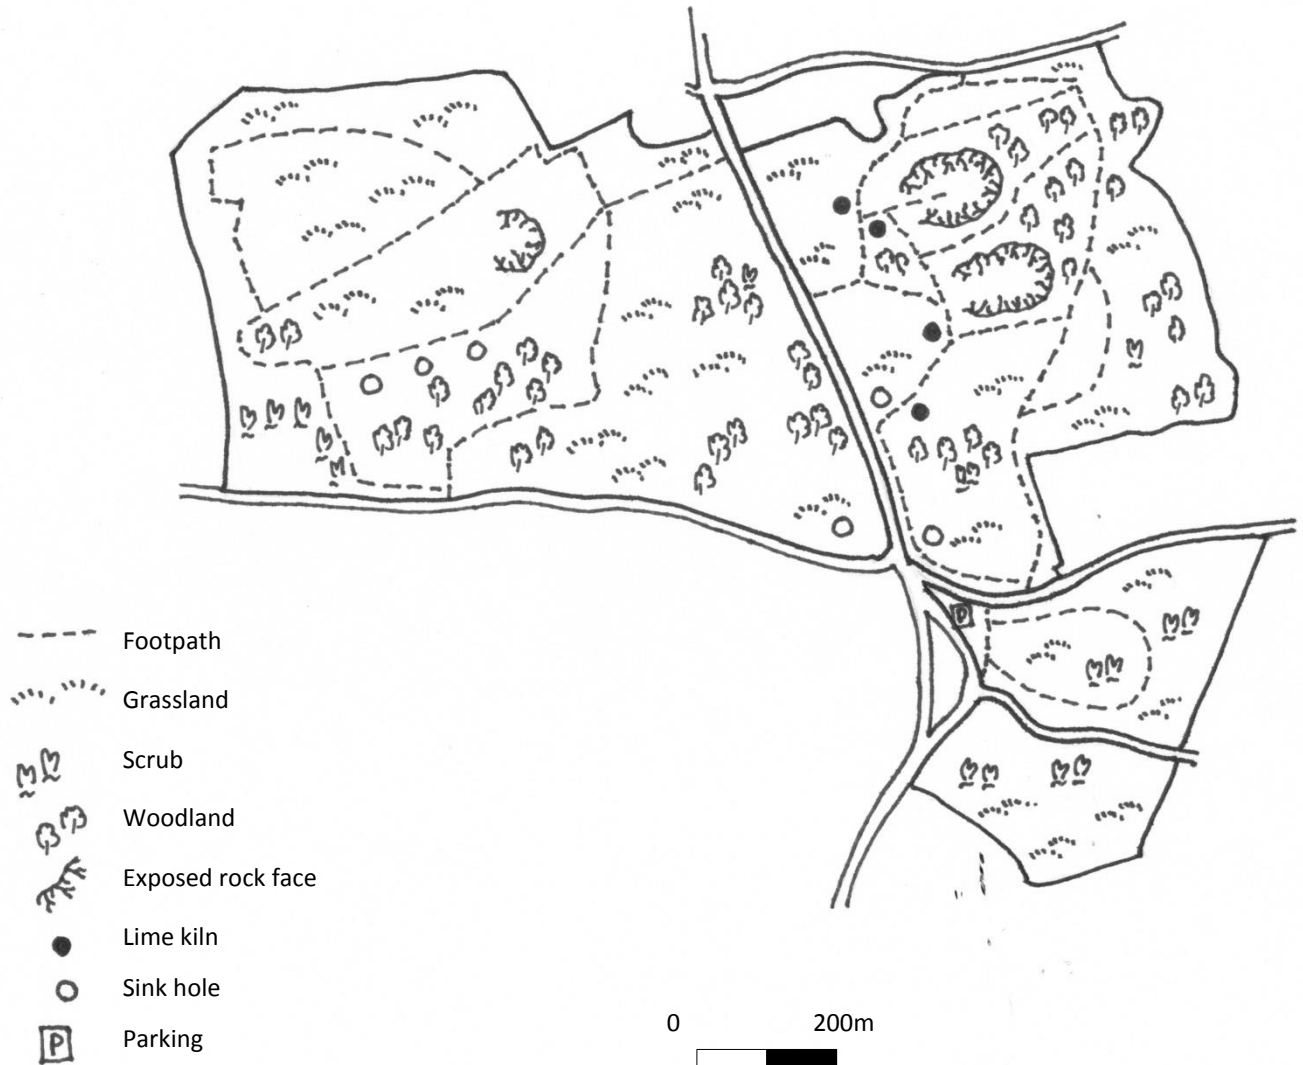 P
Footpath
Grassland
Scrub
Woodland
Exposed rock face
Lime kiln
Sink hole
P Parking
0 200m